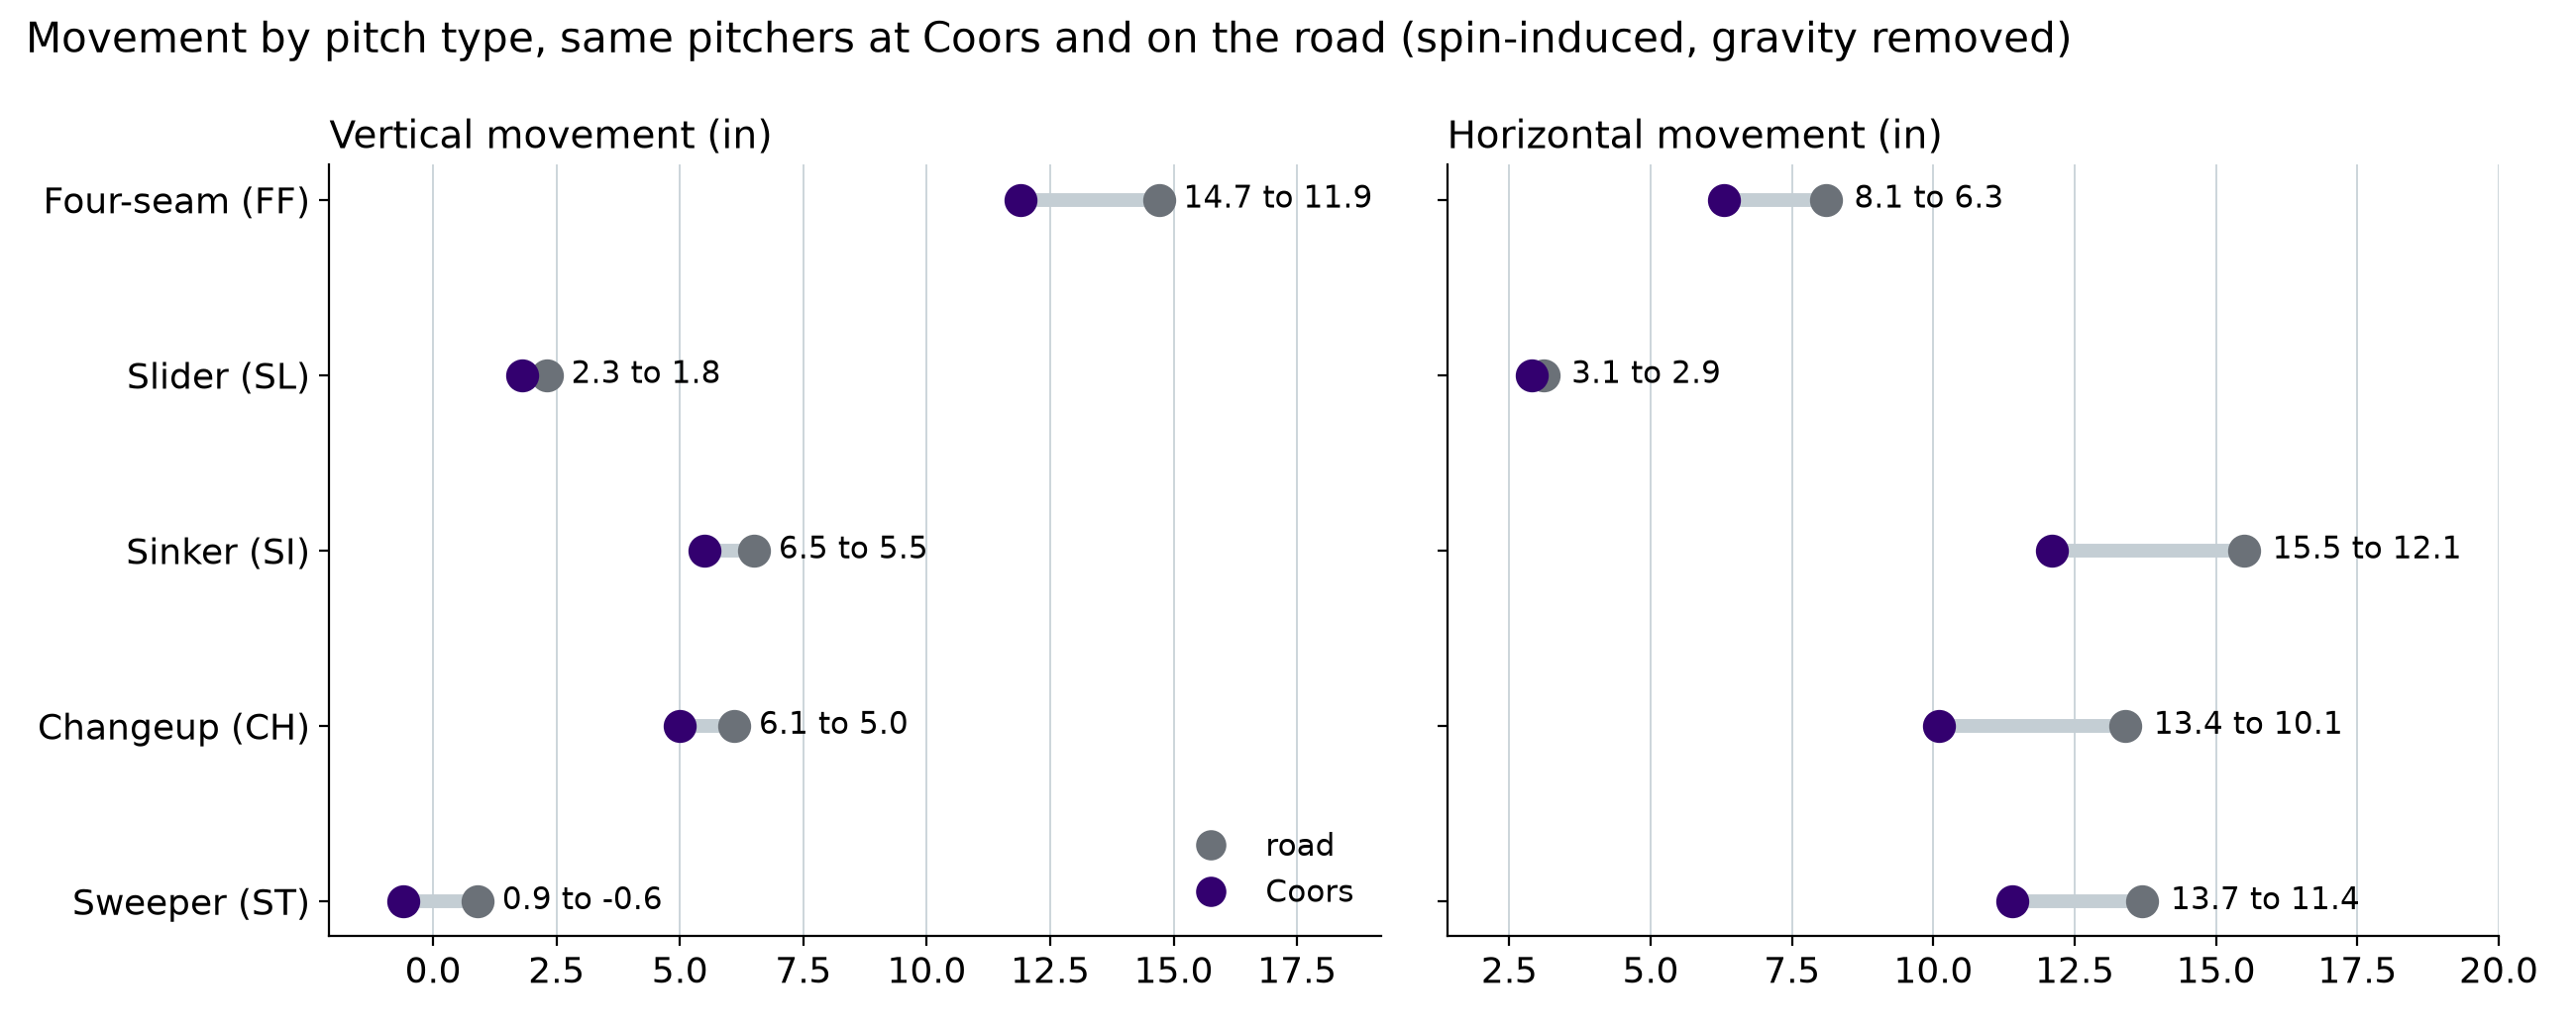 Movement by pitch type, same pitchers at Coors and on the road (spin-induced, gravity removed)
Vertical movement (in)
Four-seam (FF)
14.7 to 11.9
Slider (SL)
2.3 to 1.8
Sinker (SI)
6.5 to 5.5
Changeup (CH)
6.1 to 5.0
Sweeper (ST)
0.9 to -0.6
road
Coors
0.0 2.5 5.0 7.5 10.0 12.5 15.0 17.5
Horizontal movement (in)
8.1 to 6.3
3.1 to 2.9
15.5 to 12.1
13.4 to 10.1
13.7 to 11.4
2.5 5.0 7.5 10.0 12.5 15.0 17.5 20.0